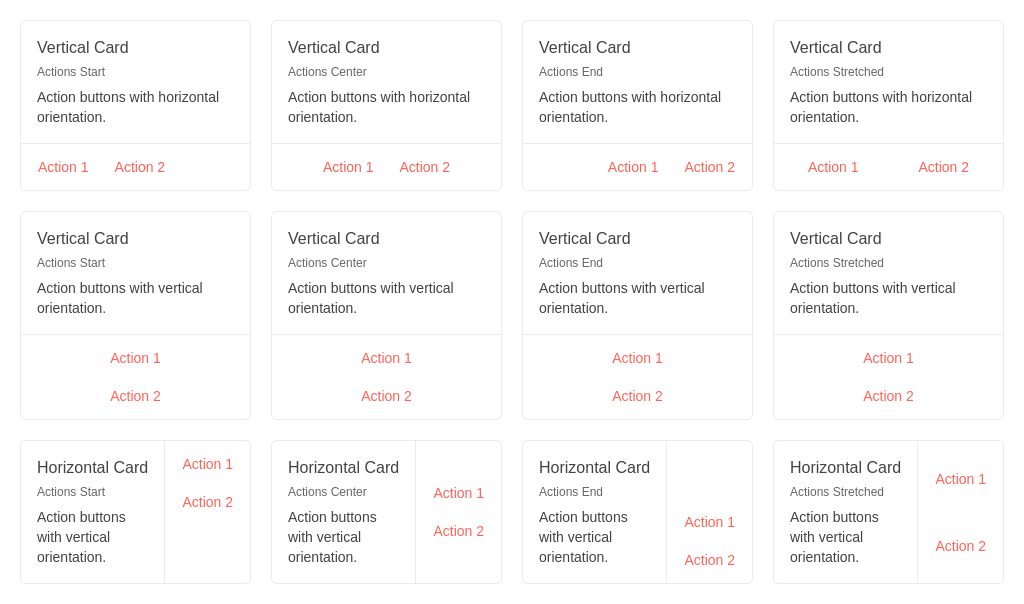 Vertical Card
Actions Start
Action buttons with horizontal
orientation.
Action 1 Action 2
Vertical Card
Actions Center
Action buttons with horizontal
orientation.
Action 1 Action 2
Vertical Card
Actions End
Action buttons with horizontal
orientation.
Action 1 Action 2
Vertical Card
Actions Stretched
Action buttons with horizontal
orientation.
Action 1 Action 2
Vertical Card
Actions Start
Action buttons with vertical
orientation.
Action 1
Action 2
Vertical Card
Actions Center
Action buttons with vertical
orientation.
Action 1
Action 2
Vertical Card
Actions End
Action buttons with vertical
orientation.
Action 1
Action 2
Vertical Card
Actions Stretched
Action buttons with vertical
orientation.
Action 1
Action 2
Horizontal Card
Actions Start
Action buttons
with vertical
orientation.
Action 1
Action 2
Horizontal Card
Actions Center
Action buttons
with vertical
orientation.
Action 1
Action 2
Horizontal Card
Actions End
Action buttons
with vertical
orientation.
Action 1
Action 2
Horizontal Card
Actions Stretched
Action buttons
with vertical
orientation.
Action 1
Action 2